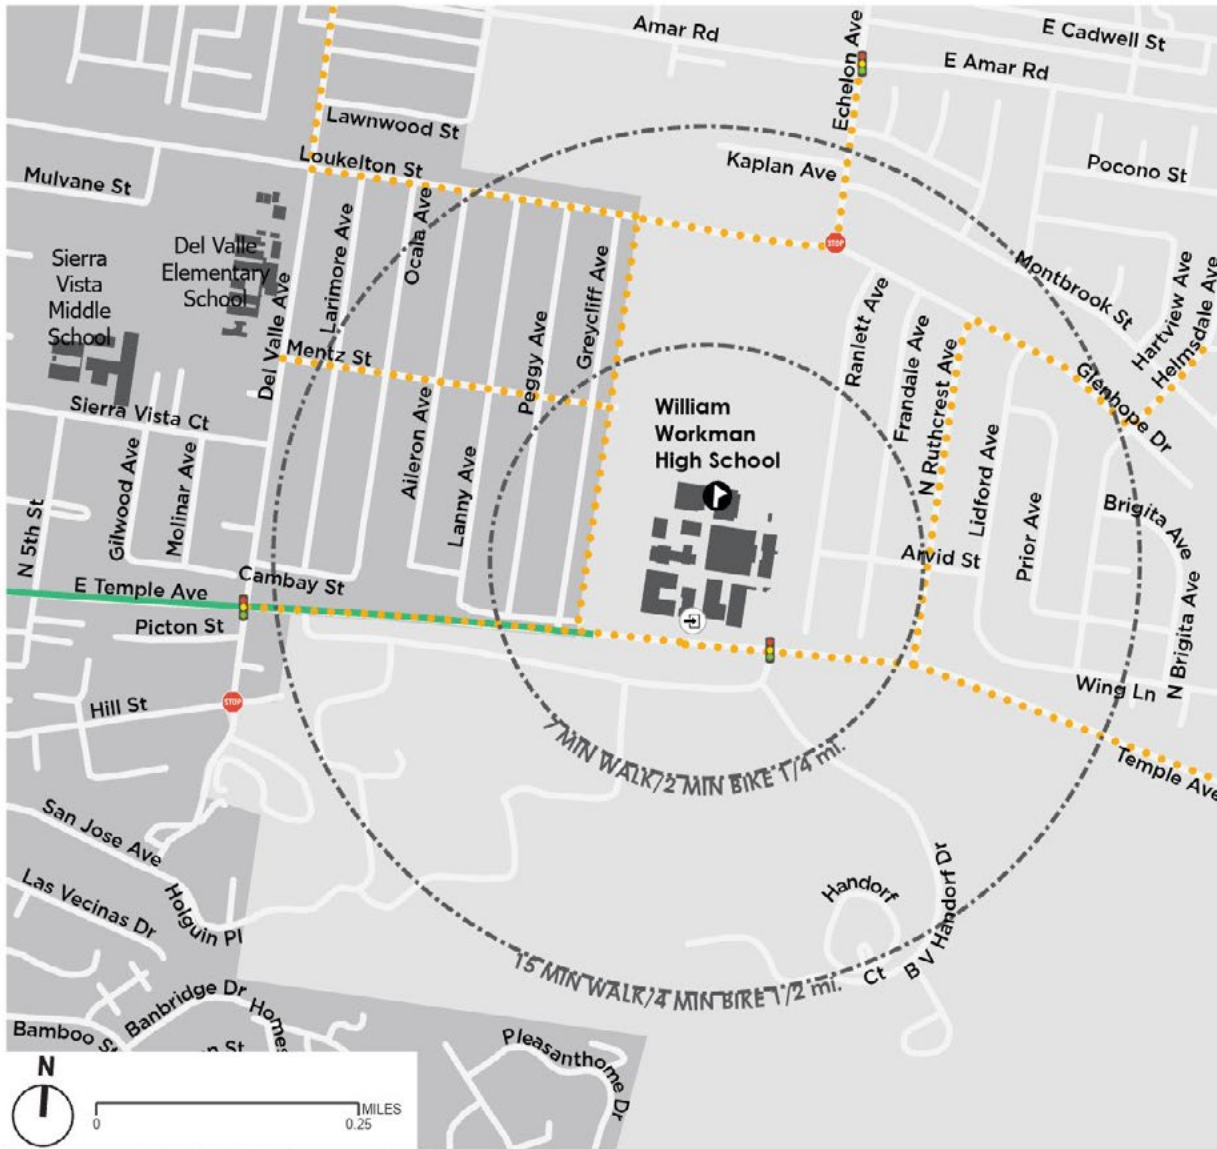 Amar Rd
E Cadwell St
E Amar Rd
Echelon Ave
Lawnwood St
Loukelton St
Kaplan Ave
Pocono St
Mulvane St
Sierra
Vista
Middle
School
Del Valle
Elementary
School
Del Valle Ave
Larimore Ave
Ocala Ave
Greycliff Ave
Peggy Ave
Mentz St
STOP
Montbrook St
Hartview Ave
Helmsdale Ave
Ranlett Ave
Frandale Ave
N Ruthcrest Ave
Glenhope Dr
William
Workman
High School
Sierra Vista Ct
Gilwood Ave
Molinar Ave
N 5th St
Aileron Ave
Lanny Ave
Lidford Ave
Prior Ave
Brigita Ave
N Brigita Ave
Arvid St
E Temple Ave
Cambay St
Picton St
Hill St
STOP
Wing Ln
Temple Ave
7 MIN WALK/2 MIN BIKE 1/4 mi.
San Jose Ave
Las Vecinas Dr
Holguin Pl
Handorf
Ct
B V Handorf Dr
15 MIN WALK/4 MIN BIKE 1/2 mi.
Banbridge Dr
Bamboo St
Pleasanthome Dr
N
MILES
0
0.25